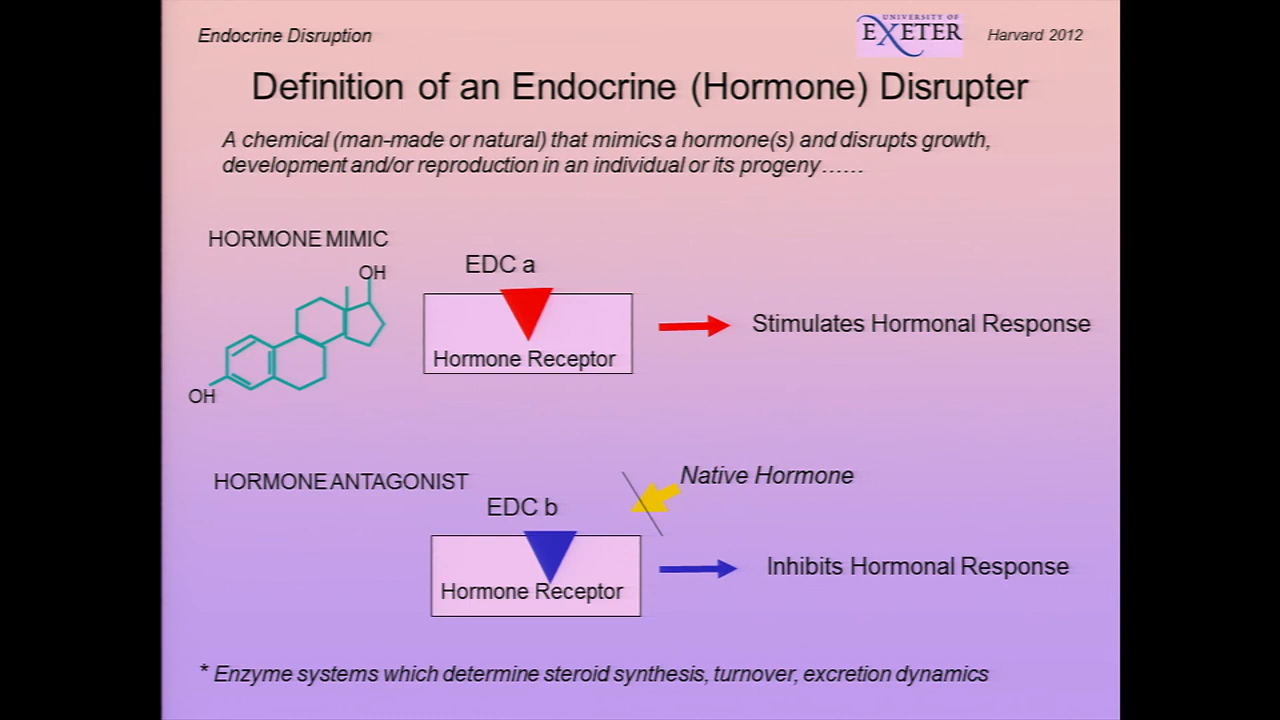 Endocrine Disruption
UNIVERSITY OF
EXETER
Harvard 2012
Definition of an Endocrine (Hormone) Disrupter
A chemical (man-made or natural) that mimics a hormone(s) and disrupts growth,
development and/or reproduction in an individual or its progeny……
HORMONE MIMIC
OH
OH
EDC a
Hormone Receptor
Stimulates Hormonal Response
HORMONE ANTAGONIST
EDC b
Native Hormone
Hormone Receptor
Inhibits Hormonal Response
* Enzyme systems which determine steroid synthesis, turnover, excretion dynamics